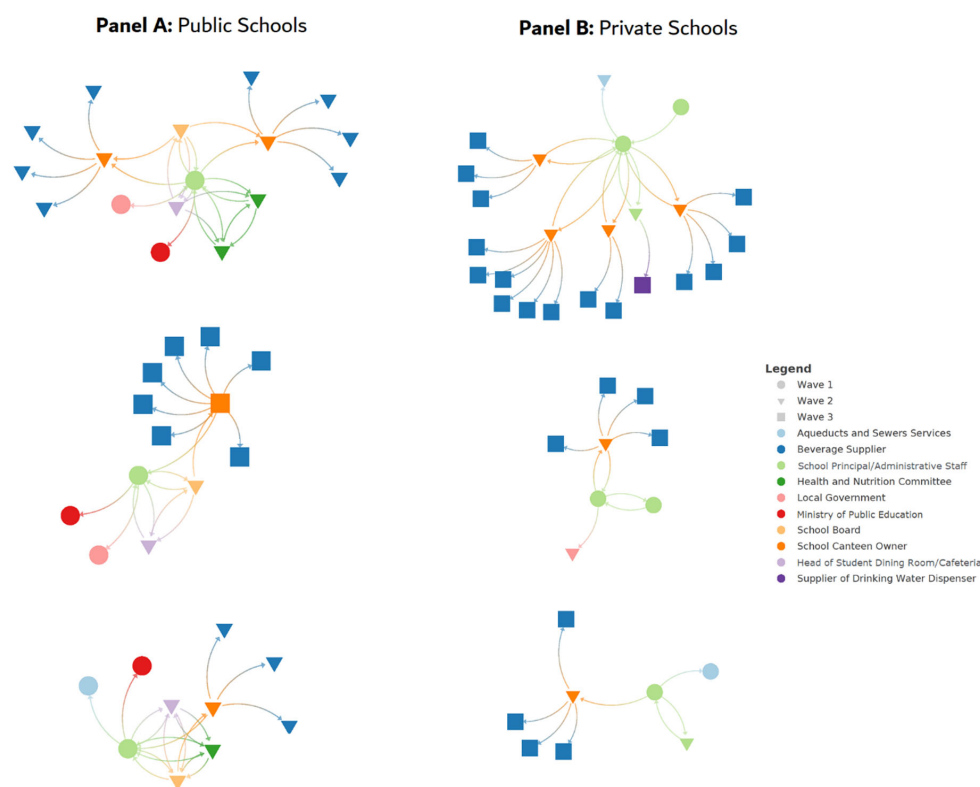 Panel A: Public Schools
Panel B: Private Schools
Legend
Wave 1
Wave 2
Wave 3
Aqueducts and Sewers Services
Beverage Supplier
School Principal/Administrative Staff
Health and Nutrition Committee
Local Government
Ministry of Public Education
School Board
School Canteen Owner
Head of Student Dining Room/Cafeteria
Supplier of Drinking Water Dispenser